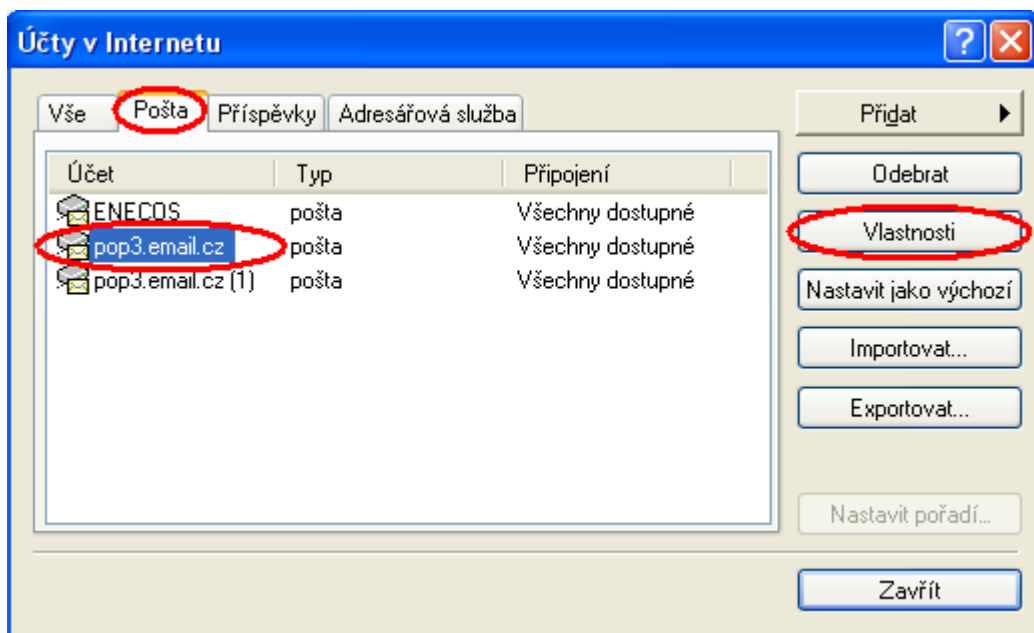 Účty v Internetu
Vše Pošta Příspěvky Adresářová služba
Přidat
Účet Typ Připojení
Odebrat
ENECOS pošta Všechny dostupné
Vlastnosti
pop3.email.cz pošta Všechny dostupné
pop3.email.cz (1) pošta Všechny dostupné
Nastavit jako výchozí
Importovat...
Exportovat...
Nastavit pořadí...
Zavřít